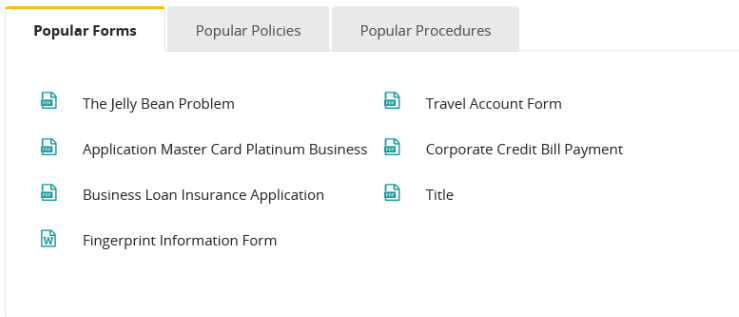 Popular Forms
Popular Policies
Popular Procedures
The Jelly Bean Problem
Travel Account Form
Application Master Card Platinum Business
Corporate Credit Bill Payment
Business Loan Insurance Application
Title
Fingerprint Information Form